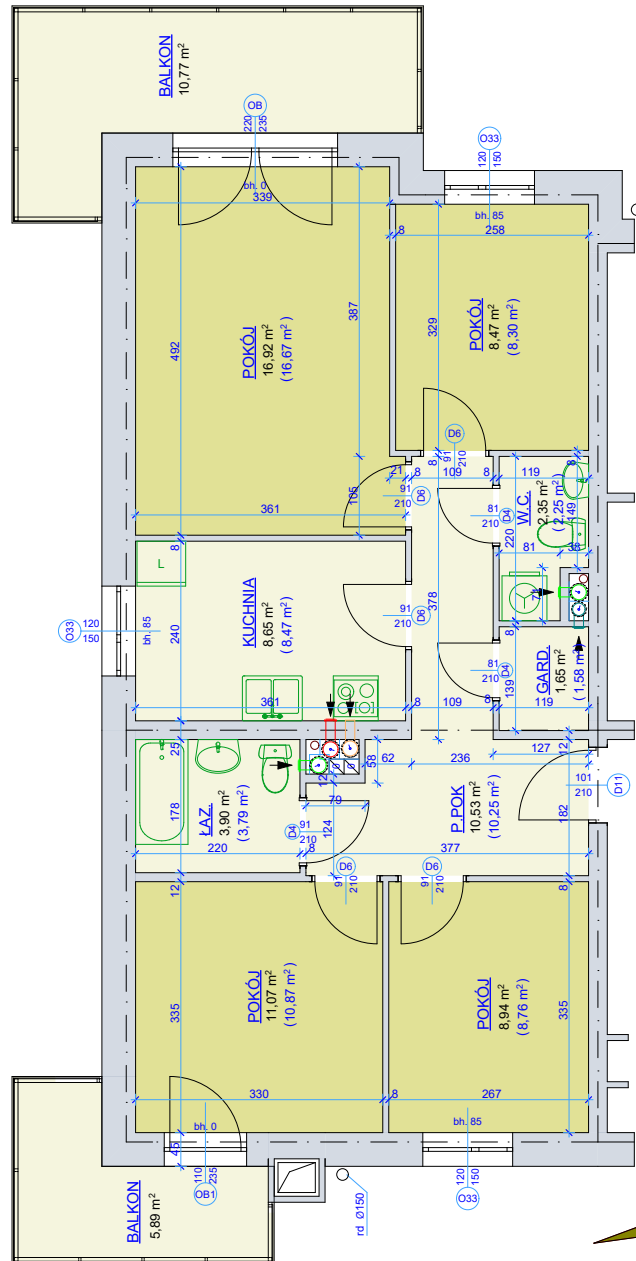 BALKON
10,77 m²
OB
220
235
O33
120
150
bh. 0
339
bh. 85
8
258
387
329
492
POKÓJ
16,92 m²
(16,67 m²)
POKÓJ
8,47 m²
(8,30 m²)
D6
91
210
8
8
21
8
109
8
119
105
91
210
D6
81
210
D4
W.C.
2,35 m²
(2,25 m²)
149
220
361
81
38
8
L
KUCHNIA
8,65 m²
(8,47 m²)
O33
120
150
bh. 85
240
378
91
210
D6
81
210
D4
8
139
GARD.
1,65 m²
(1,58 m²)
361
8
109
8
119
25
58
62
236
127
12
12
101
210
D11
178
ŁAZ.
3,90 m²
(3,79 m²)
79
D4
91
210
124
P.POK
10,53 m²
(10,25 m²)
182
220
8
377
12
D6
91
210
D6
91
210
8
335
POKÓJ
11,07 m²
(10,87 m²)
POKÓJ
8,94 m²
(8,76 m²)
335
330
8
267
bh. 0
bh. 85
45
110
235
OB1
120
150
O33
BALKON
5,89 m²
rd Ø150